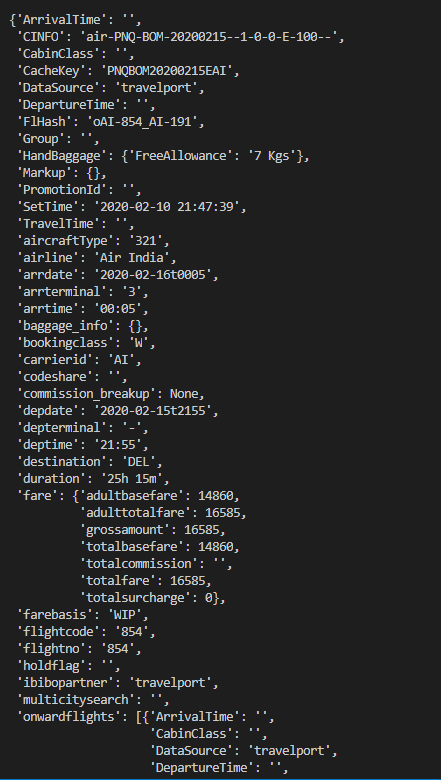 {'ArrivalTime': '',
'CINFO': 'air-PNQ-BOM-20200215--1-0-0-E-100--',
'CabinClass': '',
'CacheKey': 'PNQBOM20200215EAI',
'DataSource': 'travelport',
'DepartureTime': '',
'FlHash': 'oAI-854_AI-191',
'Group': '',
'HandBaggage': {'FreeAllowance': '7 Kgs'},
'Markup': {},
'PromotionId': '',
'SetTime': '2020-02-10 21:47:39',
'TravelTime': '',
'aircraftType': '321',
'airline': 'Air India',
'arrdate': '2020-02-16t0005',
'arrterminal': '3',
'arrtime': '00:05',
'baggage_info': {},
'bookingclass': 'W',
'carrierid': 'AI',
'codeshare': '',
'commission_breakup': None,
'depdate': '2020-02-15t2155',
'depterminal': '-',
'deptime': '21:55',
'destination': 'DEL',
'duration': '25h 15m',
'fare': {'adultbasefare': 14860,
'adulttotalfare': 16585,
'grossamount': 16585,
'totalbasefare': 14860,
'totalcommission': '',
'totalfare': 16585,
'totalsurcharge': 0},
'farebasis': 'WIP',
'flightcode': '854',
'flightno': '854',
'holdflag': '',
'ibibopartner': 'travelport',
'multicitysearch': '',
'onwardflights': [{'ArrivalTime': '',
'CabinClass': '',
'DataSource': 'travelport',
'DepartureTime': '',